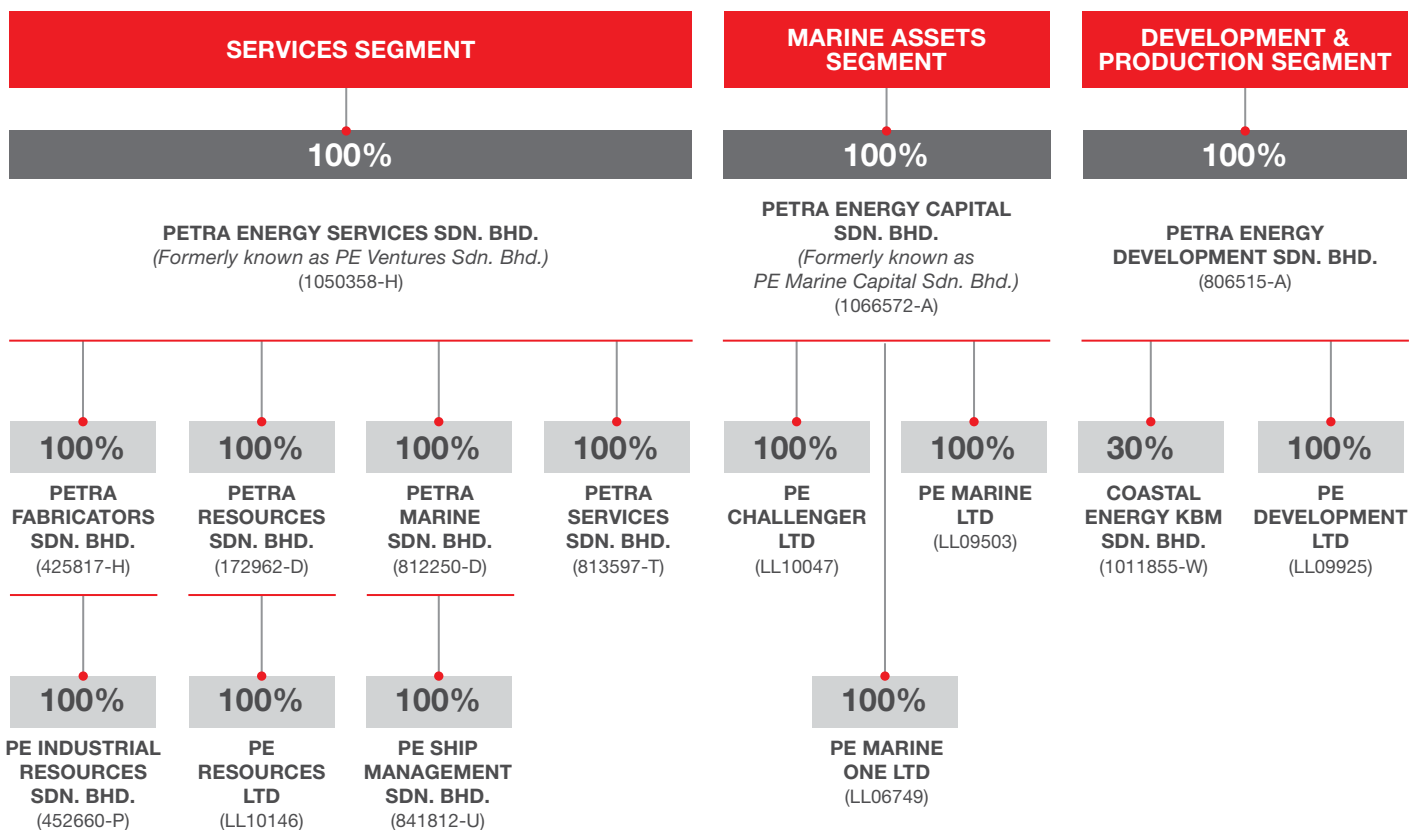 SERVICES SEGMENT
MARINE ASSETS
SEGMENT
DEVELOPMENT &
PRODUCTION SEGMENT
100%
100%
100%
PETRA ENERGY SERVICES SDN. BHD.
(Formerly known as PE Ventures Sdn. Bhd.)
(1050358-H)
PETRA ENERGY CAPITAL
SDN. BHD.
(Formerly known as
PE Marine Capital Sdn. Bhd.)
(1066572-A)
PETRA ENERGY
DEVELOPMENT SDN. BHD.
(806515-A)
100%
PETRA
FABRICATORS
SDN. BHD.
(425817-H)
100%
PETRA
RESOURCES
SDN. BHD.
(172962-D)
100%
PETRA
MARINE
SDN. BHD.
(812250-D)
100%
PETRA
SERVICES
SDN. BHD.
(813597-T)
100%
PE
CHALLENGER
LTD
(LL10047)
100%
PE MARINE
LTD
(LL09503)
30%
COASTAL
ENERGY KBM
SDN. BHD.
(1011855-W)
100%
PE
DEVELOPMENT
LTD
(LL09925)
100%
PE INDUSTRIAL
RESOURCES
SDN. BHD.
(452660-P)
100%
PE
RESOURCES
LTD
(LL10146)
100%
PE SHIP
MANAGEMENT
SDN. BHD.
(841812-U)
100%
PE MARINE
ONE LTD
(LL06749)